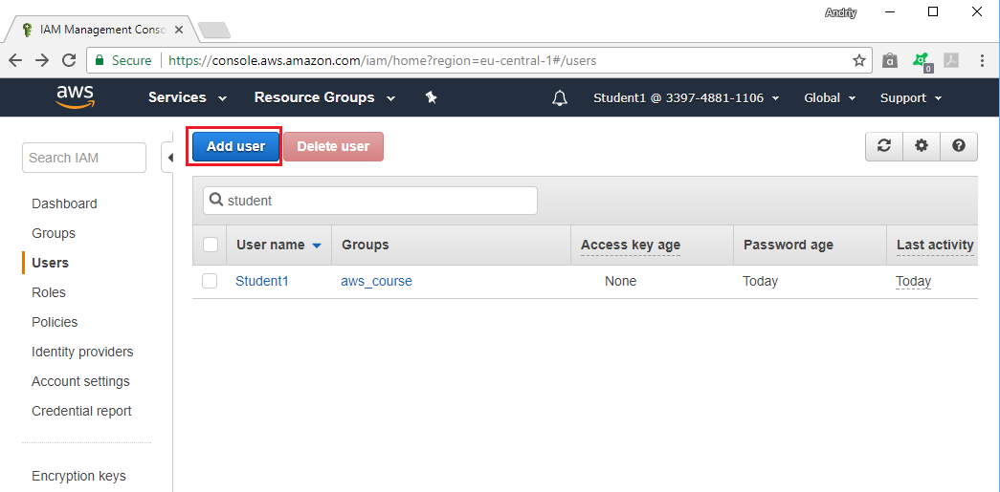 Andriy
IAM Management Conso
Secure
https://console.aws.amazon.com/iam/home?region=eu-central-1#/users
a
0
aws
Services
Resource Groups
Student1 @ 3397-4881-1106
Global
Support
Add user
Delete user
Search IAM
student
Dashboard
Groups
Users
Roles
Policies
Identity providers
Account settings
Credential report
Encryption keys
User name
Groups
Access key age
Password age
Last activity
Student1
aws_course
None
Today
Today